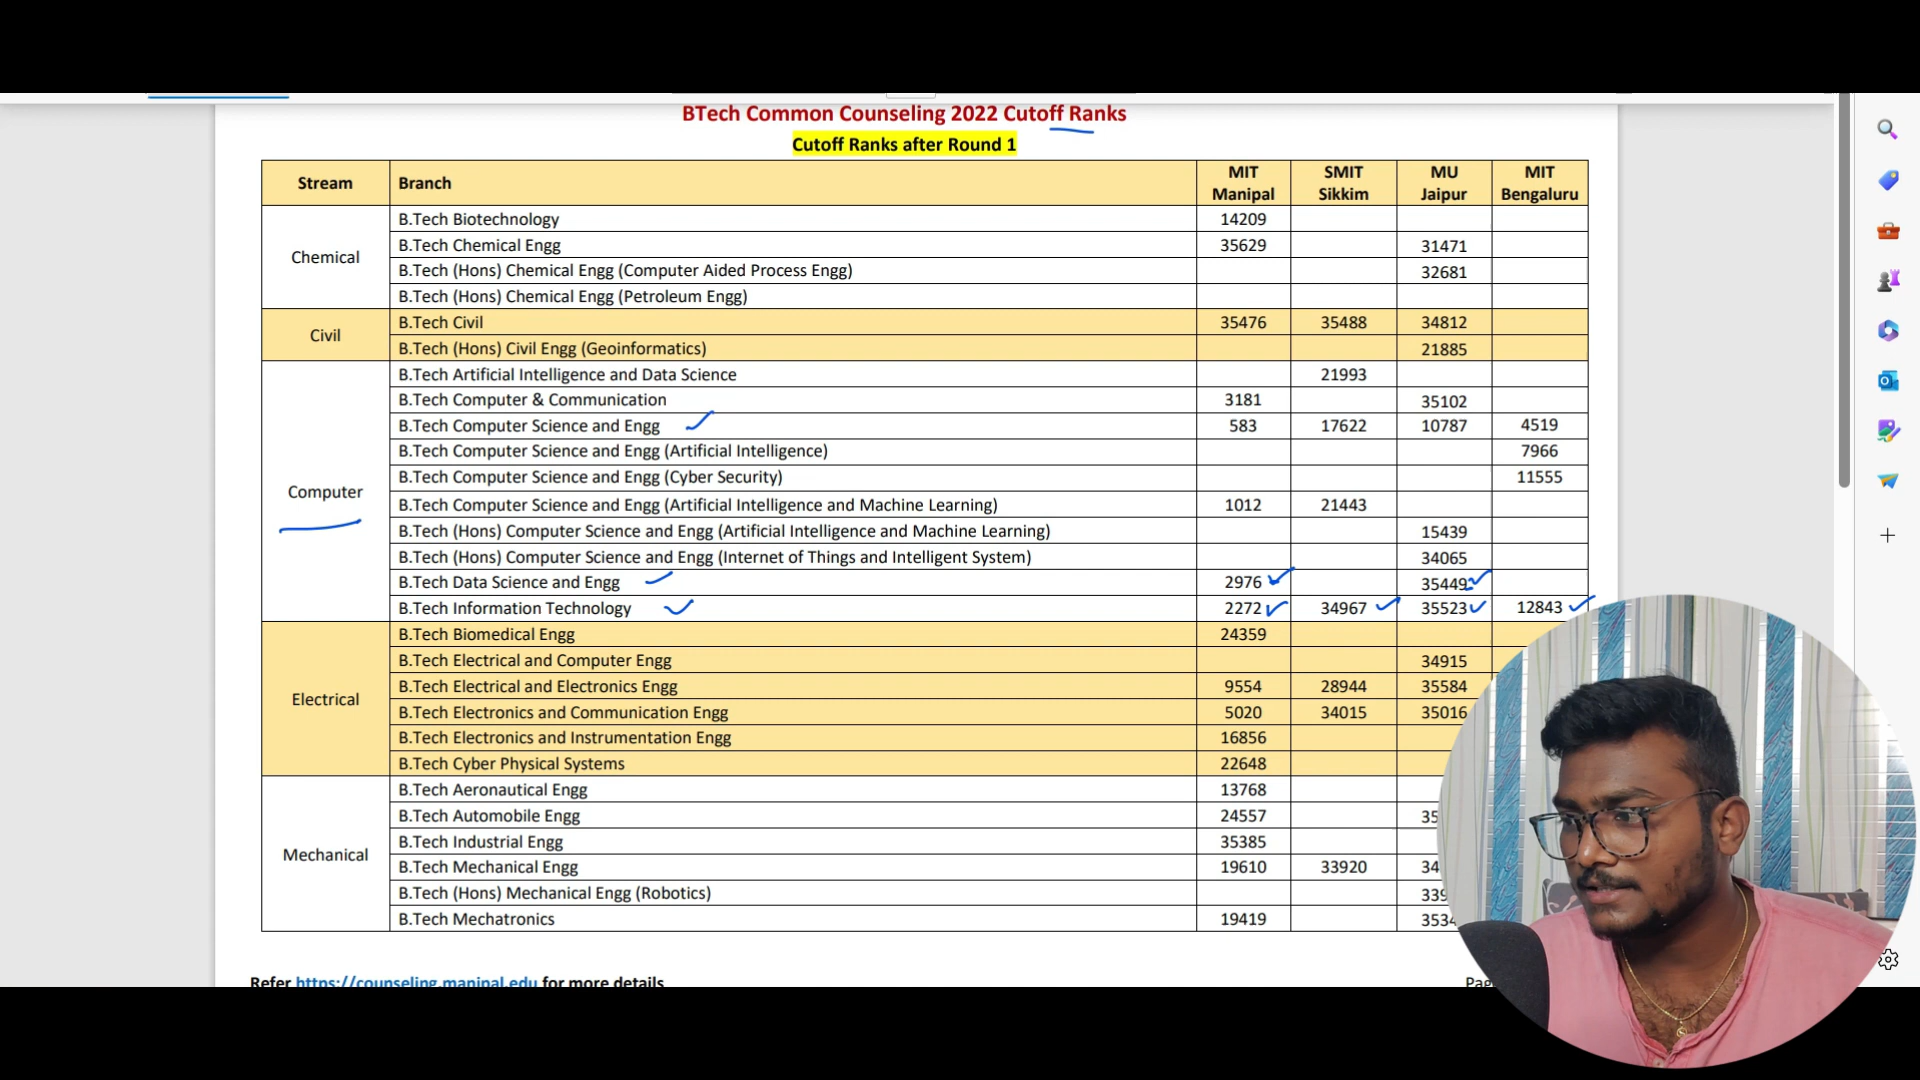 BTech Common Counseling 2022 Cutoff Ranks
Cutoff Ranks after Round 1
Stream Branch MIT Manipal SMIT Sikkim MU Jaipur MIT Bengaluru
Chemical
B.Tech Biotechnology 14209
B.Tech Chemical Engg 35629 31471
B.Tech (Hons) Chemical Engg (Computer Aided Process Engg) 32681
B.Tech (Hons) Chemical Engg (Petroleum Engg)
Civil
B.Tech Civil 35476 35488 34812
B.Tech (Hons) Civil Engg (Geoinformatics) 21885
Computer
B.Tech Artificial Intelligence and Data Science 21993
B.Tech Computer & Communication 3181 35102
B.Tech Computer Science and Engg 583 17622 10787 4519
B.Tech Computer Science and Engg (Artificial Intelligence) 7966
B.Tech Computer Science and Engg (Cyber Security) 11555
B.Tech Computer Science and Engg (Artificial Intelligence and Machine Learning) 1012 21443
B.Tech (Hons) Computer Science and Engg (Artificial Intelligence and Machine Learning) 15439
B.Tech (Hons) Computer Science and Engg (Internet of Things and Intelligent System) 34065
B.Tech Data Science and Engg 2976 35449
B.Tech Information Technology 2272 34967 35523 12843
Electrical
B.Tech Biomedical Engg 24359
B.Tech Electrical and Computer Engg 34915
B.Tech Electrical and Electronics Engg 9554 28944 35584
B.Tech Electronics and Communication Engg 5020 34015 35016
B.Tech Electronics and Instrumentation Engg 16856
B.Tech Cyber Physical Systems 22648
Mechanical
B.Tech Aeronautical Engg 13768
B.Tech Automobile Engg 24557
B.Tech Industrial Engg 35385
B.Tech Mechanical Engg 19610 33920
B.Tech (Hons) Mechanical Engg (Robotics)
B.Tech Mechatronics 19419
Refer https://counseling.manipal.edu for more details